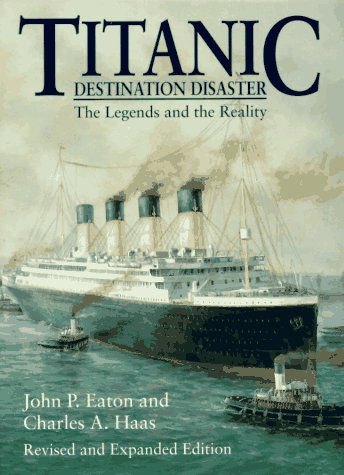 TITANIC
DESTINATION DISASTER
The Legends and the Reality
John P. Eaton and
Charles A. Haas
Revised and Expanded Edition